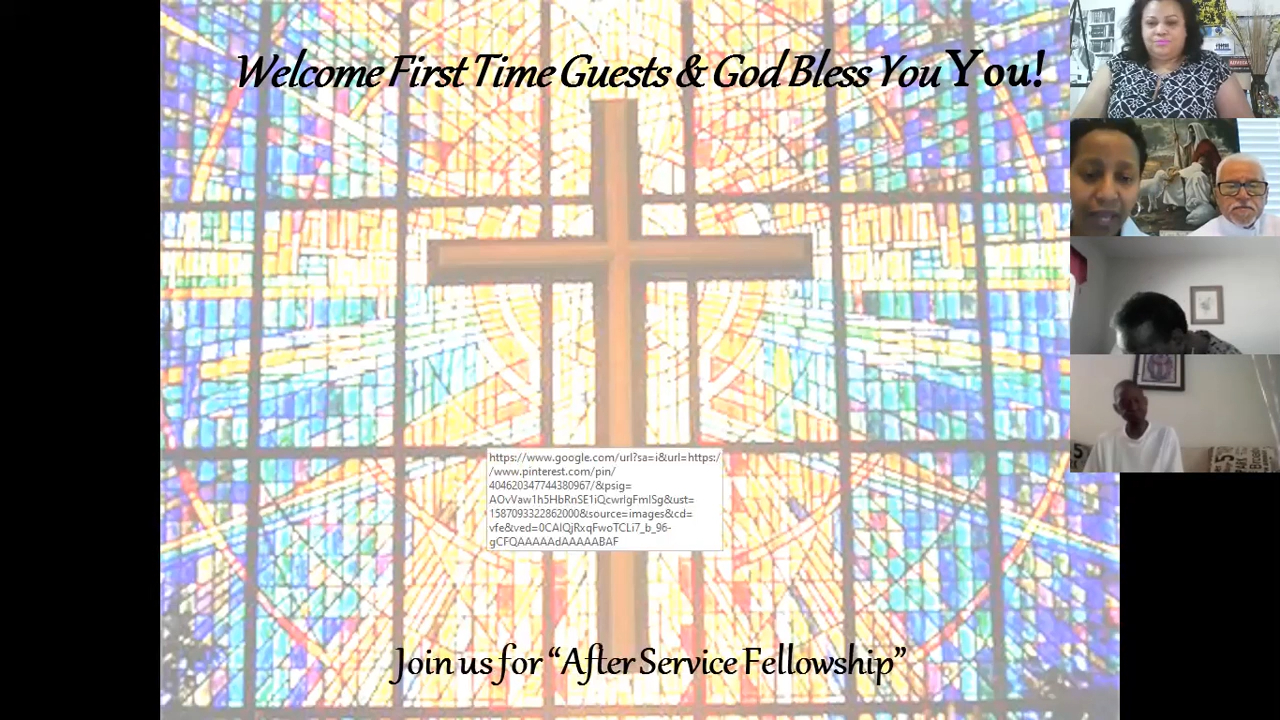 Welcome First Time Guests & God Bless You You!
https://www.google.com/url?sa=i&url=https:/
/www.pinterest.com/pin/
404620347744380967/&psig=
AOvVaw1h5HbRnSE1iQcwrlgFmISg&ust=
1587093322862000&source=images&cd=
vfe&ved=0CAIQjRxqFwoTCLi7_b_96-
gCFQAAAAAdAAAAABAF
Join us for “After Service Fellowship”